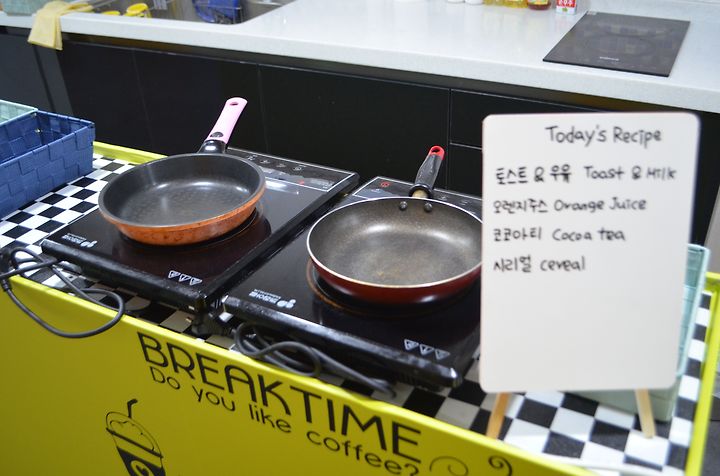 Today's Recipe
토스트 & 우유 Toast & Milk
오렌지주스 Orange Juice
코코아티 Cocoa tea
시리얼 cereal
BREAKTIME
Do you like coffee?